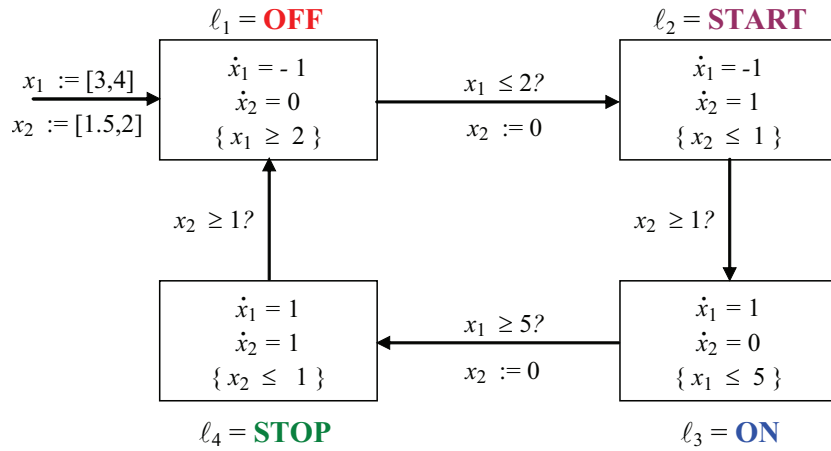 ℓ₁ = OFF
ℓ₂ = START
x₁ := [3,4]
x₂ := [1.5,2]
ẋ₁ = - 1
ẋ₂ = 0
{ x₁ ≥ 2 }
x₁ ≤ 2?
x₂ := 0
ẋ₁ = -1
ẋ₂ = 1
{ x₂ ≤ 1 }
x₂ ≥ 1?
x₂ ≥ 1?
ẋ₁ = 1
ẋ₂ = 1
{ x₂ ≤ 1 }
x₁ ≥ 5?
x₂ := 0
ẋ₁ = 1
ẋ₂ = 0
{ x₁ ≤ 5 }
ℓ₄ = STOP
ℓ₃ = ON